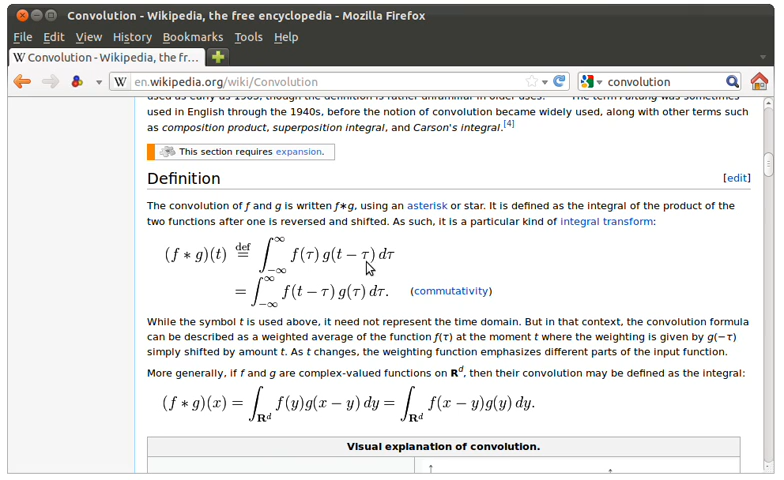 Convolution - Wikipedia, the free encyclopedia - Mozilla Firefox
File Edit View History Bookmarks Tools Help
W Convolution - Wikipedia, the fr...
W en.wikipedia.org/wiki/Convolution convolution
used in English through the 1940s, before the notion of convolution became widely used, along with other terms such
as composition product, superposition integral, and Carson's integral.[4]
This section requires expansion.
Definition [edit]
The convolution of f and g is written f∗g, using an asterisk or star. It is defined as the integral of the product of the
two functions after one is reversed and shifted. As such, it is a particular kind of integral transform:
(f ∗ g)(t) def= ∫_{−∞}^{∞} f(τ) g(t − τ) dτ
= ∫_{−∞}^{∞} f(t − τ) g(τ) dτ. (commutativity)
While the symbol t is used above, it need not represent the time domain. But in that context, the convolution formula
can be described as a weighted average of the function f(τ) at the moment t where the weighting is given by g(−τ)
simply shifted by amount t. As t changes, the weighting function emphasizes different parts of the input function.
More generally, if f and g are complex-valued functions on R^d, then their convolution may be defined as the integral:
(f ∗ g)(x) = ∫_{R^d} f(y)g(x − y) dy = ∫_{R^d} f(x − y)g(y) dy.
Visual explanation of convolution.